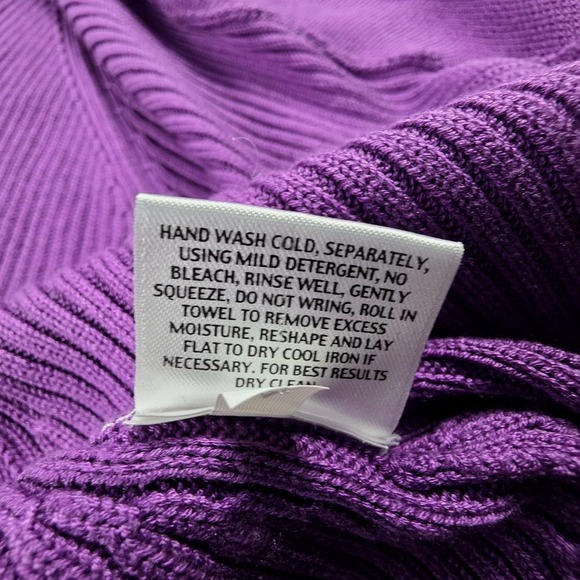 HAND WASH COLD, SEPARATELY,
USING MILD DETERGENT, NO
BLEACH, RINSE WELL, GENTLY
SQUEEZE, DO NOT WRING, ROLL IN
TOWEL TO REMOVE EXCESS
MOISTURE, RESHAPE AND LAY
FLAT TO DRY COOL IRON IF
NECESSARY. FOR BEST RESULTS
DRY CLEAN